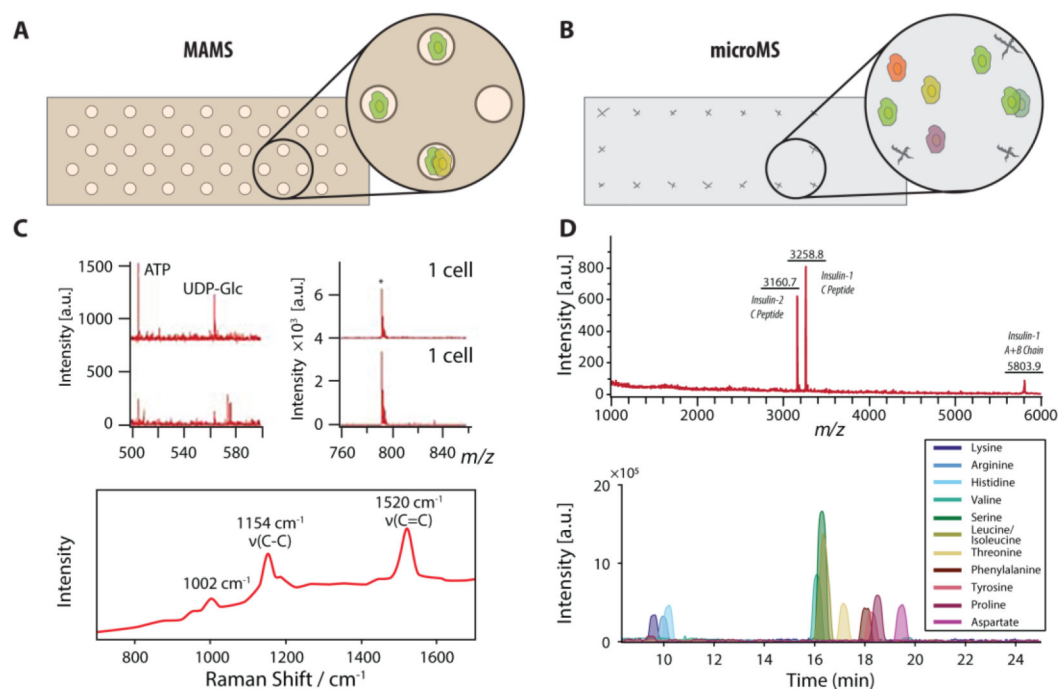 A
MAMS
B
microMS
C
1500
1000
500
0
Intensity [a.u.]
ATP
UDP-Glc
500
540
580
6
4
2
0
Intensity ×10³ [a.u.]
*
1 cell
1 cell
760
800
840
m/z
Intensity
1002 cm⁻¹
1154 cm⁻¹
ν(C-C)
1520 cm⁻¹
ν(C=C)
800
1000
1200
1400
1600
Raman Shift / cm⁻¹
D
800
600
400
200
0
Intensity [a.u.]
3160.7
Insulin-2
C Peptide
3258.8
Insulin-1
C Peptide
Insulin-1
A+B Chain
5803.9
1000
2000
3000
4000
5000
6000
m/z
×10⁵
20
10
0
Intensity [a.u.]
Lysine
Arginine
Histidine
Valine
Serine
Leucine/
Isoleucine
Threonine
Phenylalanine
Tyrosine
Proline
Aspartate
10
12
14
16
18
20
22
24
Time (min)